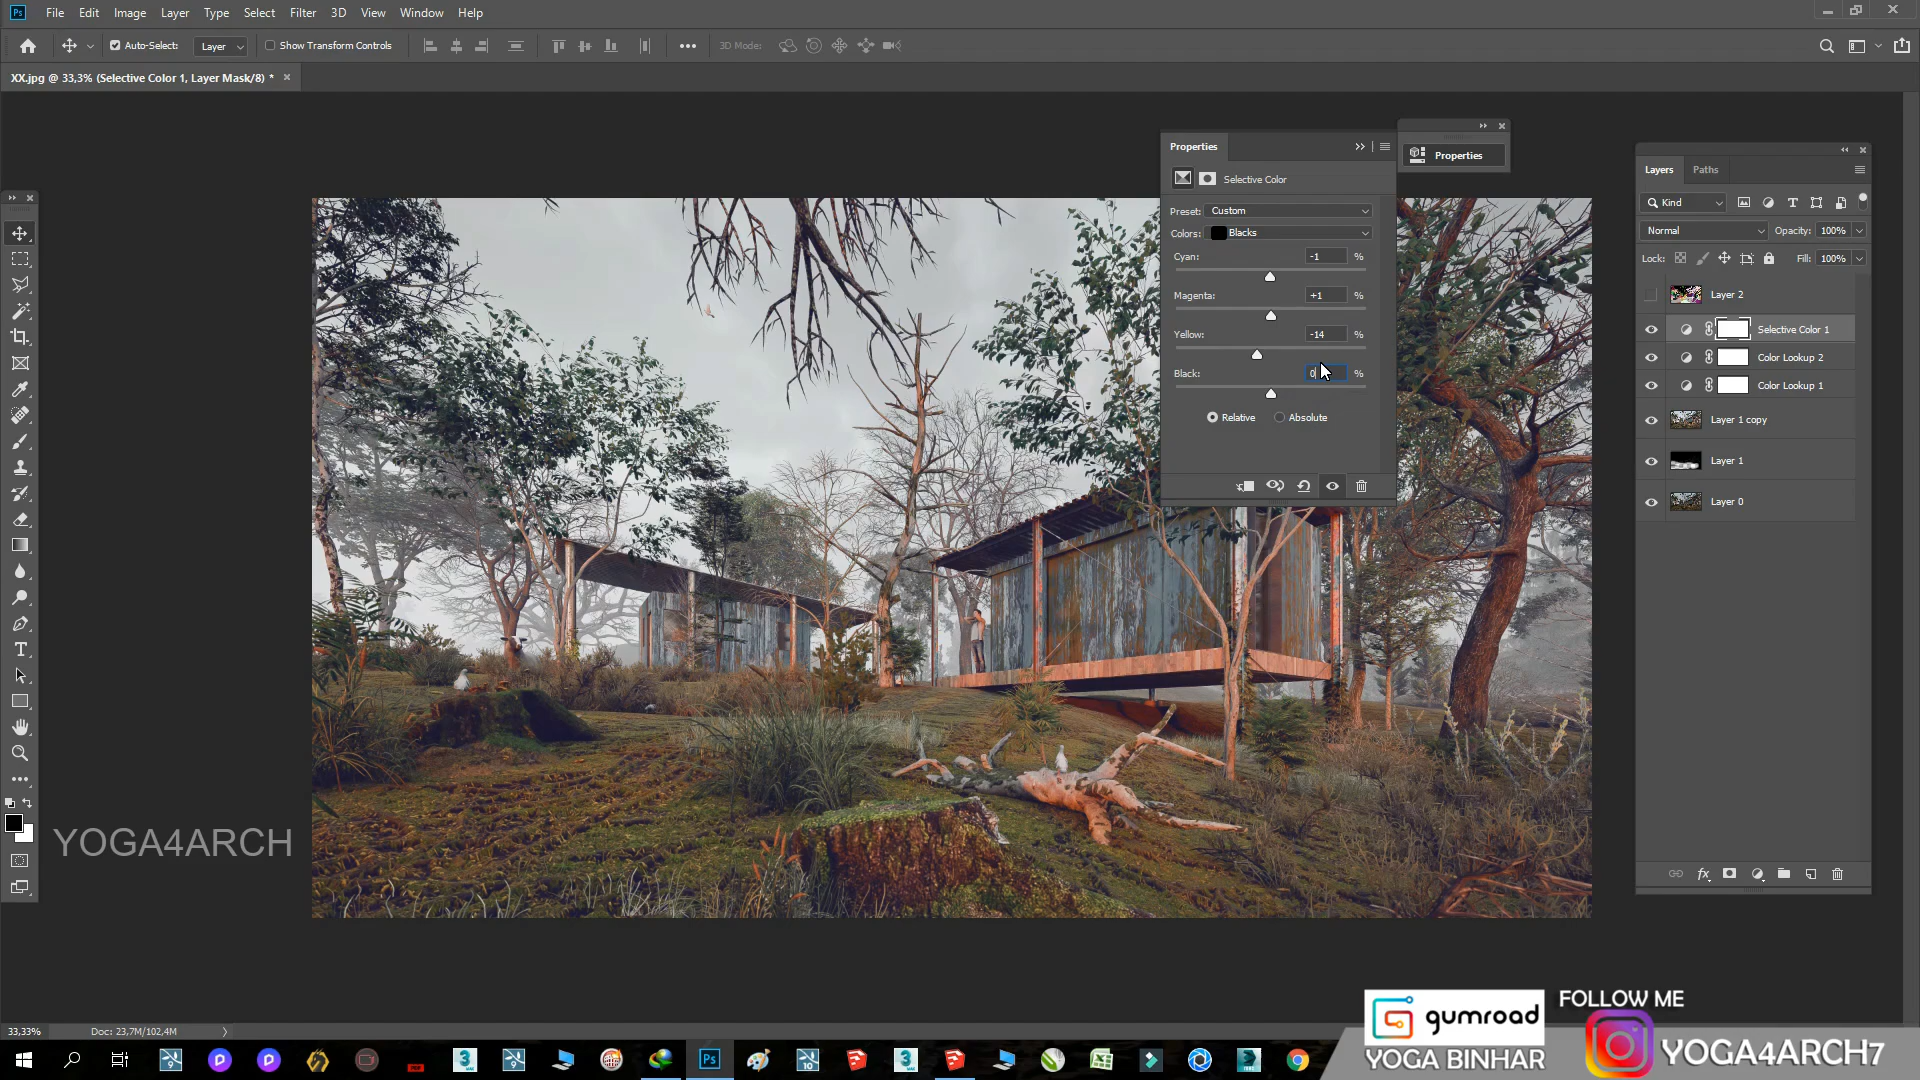 Ps File Edit Image Layer Type Select Filter 3D View Window Help
Auto-Select: Layer Show Transform Controls 3D Mode:
XX.jpg @ 33,3% (Selective Color 1, Layer Mask/8) *
Properties
Selective Color
Preset: Custom
Colors: Blacks
Cyan: -1 %
Magenta: +1 %
Yellow: -14 %
Black: 0 %
Relative Absolute
Properties
Layers Paths
Kind
Normal Opacity: 100%
Lock: Fill: 100%
Layer 2
Selective Color 1
Color Lookup 2
Color Lookup 1
Layer 1 copy
Layer 1
Layer 0
fx
YOGA4ARCH
33,33% Doc: 23,7M/102,4M
gumroad
YOGA BINHAR
FOLLOW ME
YOGA4ARCH7